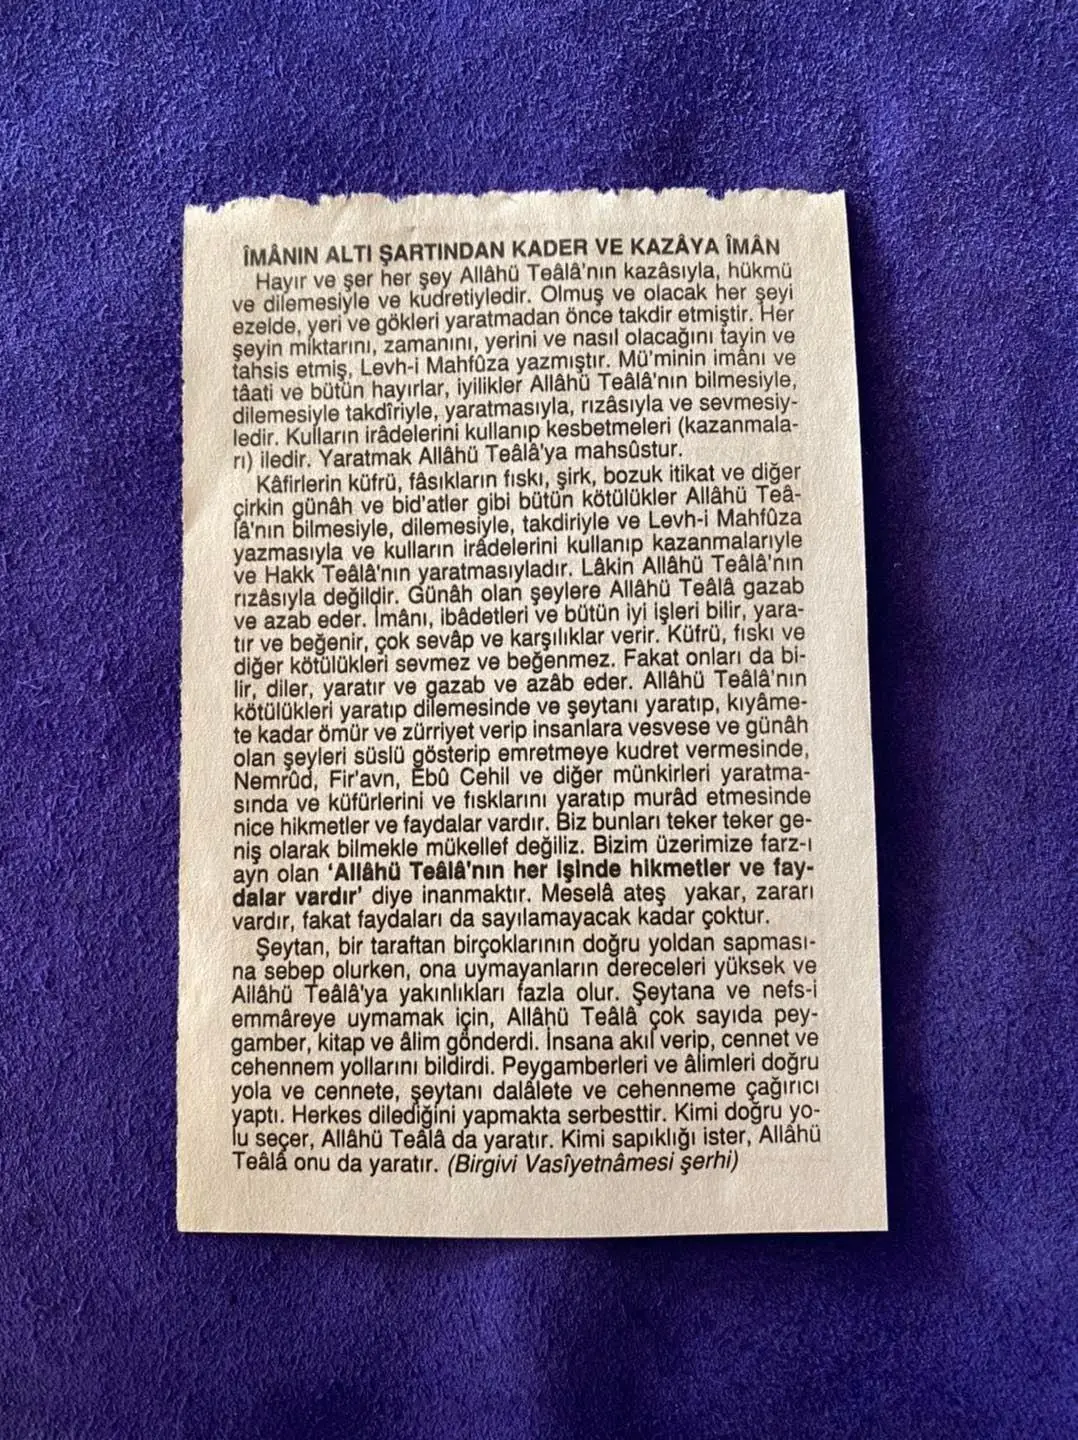 ÎMÂNIN ALTI ŞARTINDAN KADER VE KAZÂYA ÎMÂN
Hayır ve şer her şey Allâhü Teâlâ'nın kazâsıyla, hükmü
ve dilemesiyle ve kudretiyledir. Olmuş ve olacak her şeyi
ezelde, yeri ve gökleri yaratmadan önce takdir etmiştir. Her
şeyin miktarını, zamanını, yerini ve nasıl olacağını tayin ve
tahsis etmiş, Levh-i Mahfûza yazmıştır. Mü'minin imânı ve
tâati ve bütün hayırlar, iyilikler Allâhü Teâlâ'nın bilmesiyle,
dilemesiyle takdîriyle, yaratmasıyla, rızâsıyla ve sevmesiy-
ledir. Kulların irâdelerini kullanıp kesbetmeleri (kazanmala-
rı) iledir. Yaratmak Allâhü Teâlâ'ya mahsûstur.
Kâfirlerin küfrü, fâsıkların fıskı, şirk, bozuk itikat ve diğer
çirkin günâh ve bid'atler gibi bütün kötülükler Allâhü Teâ-
lâ'nın bilmesiyle, dilemesiyle, takdiriyle ve Levh-i Mahfûza
yazmasıyla ve kulların irâdelerini kullanıp kazanmalarıyle
ve Hakk Teâlâ'nın yaratmasıyladır. Lâkin Allâhü Teâlâ'nın
rızâsıyla değildir. Günâh olan şeylere Allâhü Teâlâ gazab
ve azab eder. İmânı, ibâdetleri ve bütün iyi işleri bilir, yara-
tır ve beğenir, çok sevâp ve karşılıklar verir. Küfrü, fıskı ve
diğer kötülükleri sevmez ve beğenmez. Fakat onları da bi-
lir, diler, yaratır ve gazab ve azâb eder. Allâhü Teâlâ'nın
kötülükleri yaratıp dilemesinde ve şeytanı yaratıp, kıyâme-
te kadar ömür ve zürriyet verip insanlara vesvese ve günâh
olan şeyleri süslü gösterip emretmeye kudret vermesinde,
Nemrûd, Fir'avn, Ebû Cehil ve diğer münkirleri yaratma-
sında ve küfürlerini ve fısklarını yaratıp murâd etmesinde
nice hikmetler ve faydalar vardır. Biz bunları teker teker ge-
niş olarak bilmekle mükellef değiliz. Bizim üzerimize farz-ı
ayn olan 'Allâhü Teâlâ'nın her işinde hikmetler ve fay-
dalar vardır' diye inanmaktır. Meselâ ateş yakar, zararı
vardır, fakat faydaları da sayılamayacak kadar çoktur.
Şeytan, bir taraftan birçoklarının doğru yoldan sapması-
na sebep olurken, ona uymayanların dereceleri yüksek ve
Allâhü Teâlâ'ya yakınlıkları fazla olur. Şeytana ve nefs-i
emmâreye uymamak için, Allâhü Teâlâ çok sayıda pey-
gamber, kitap ve âlim gönderdi. İnsana akıl verip, cennet ve
cehennem yollarını bildirdi. Peygamberleri ve âlimleri doğru
yola ve cennete, şeytanı dalâlete ve cehenneme çağırıcı
yaptı. Herkes dilediğini yapmakta serbesttir. Kimi doğru yo-
lu seçer, Allâhü Teâlâ da yaratır. Kimi sapıklığı ister, Allâhü
Teâlâ onu da yaratır. (Birgivi Vasîyetnâmesi şerhi)